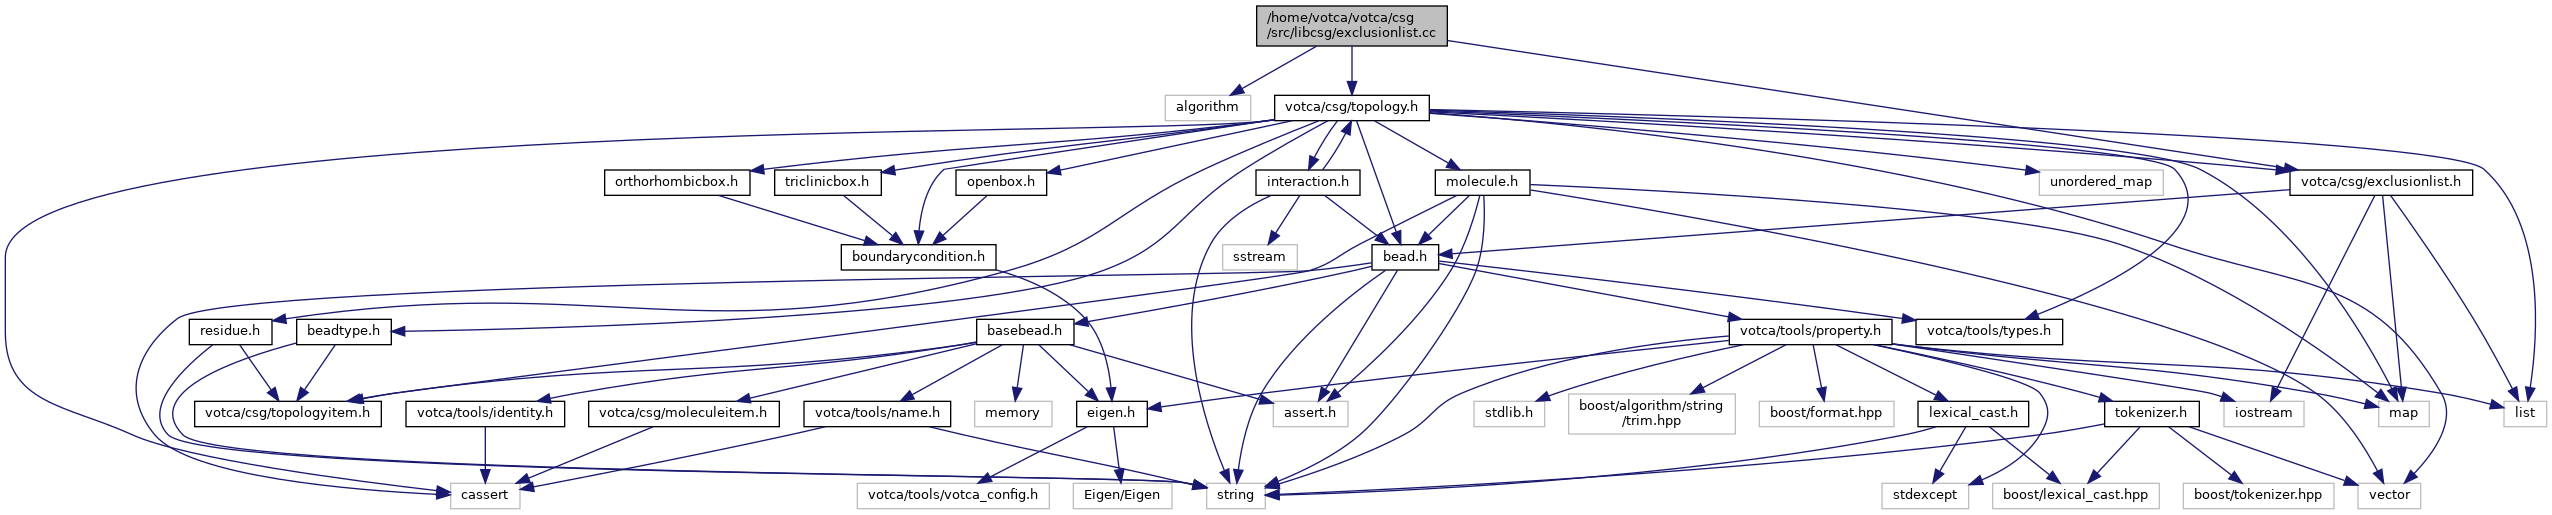 /home/votca/votca/csg
/src/libcsg/exclusionlist.cc
algorithm
votca/csg/topology.h
orthorhombicbox.h
triclinicbox.h
openbox.h
interaction.h
molecule.h
unordered_map
votca/csg/exclusionlist.h
boundarycondition.h
sstream
bead.h
residue.h
beadtype.h
basebead.h
votca/tools/property.h
votca/tools/types.h
votca/csg/topologyitem.h
votca/tools/identity.h
votca/csg/moleculeitem.h
votca/tools/name.h
memory
eigen.h
assert.h
stdlib.h
boost/algorithm/string
/trim.hpp
boost/format.hpp
lexical_cast.h
tokenizer.h
iostream
map
list
cassert
votca/tools/votca_config.h
Eigen/Eigen
string
stdexcept
boost/lexical_cast.hpp
boost/tokenizer.hpp
vector